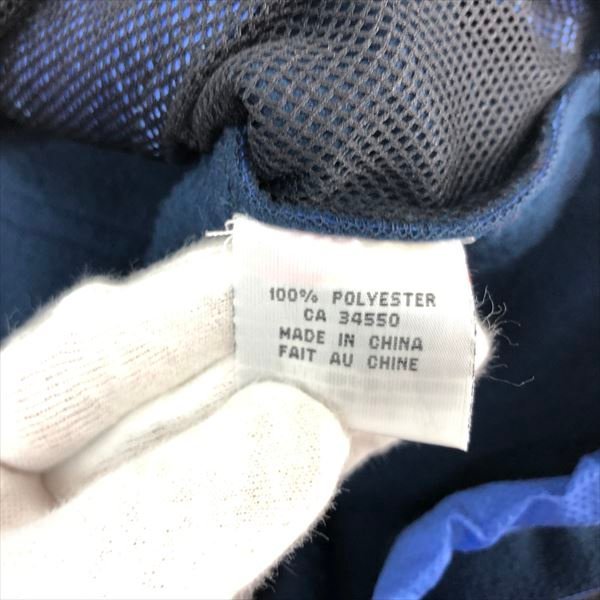 100% POLYESTER
CA 34550
MADE IN CHINA
FAIT AU CHINE